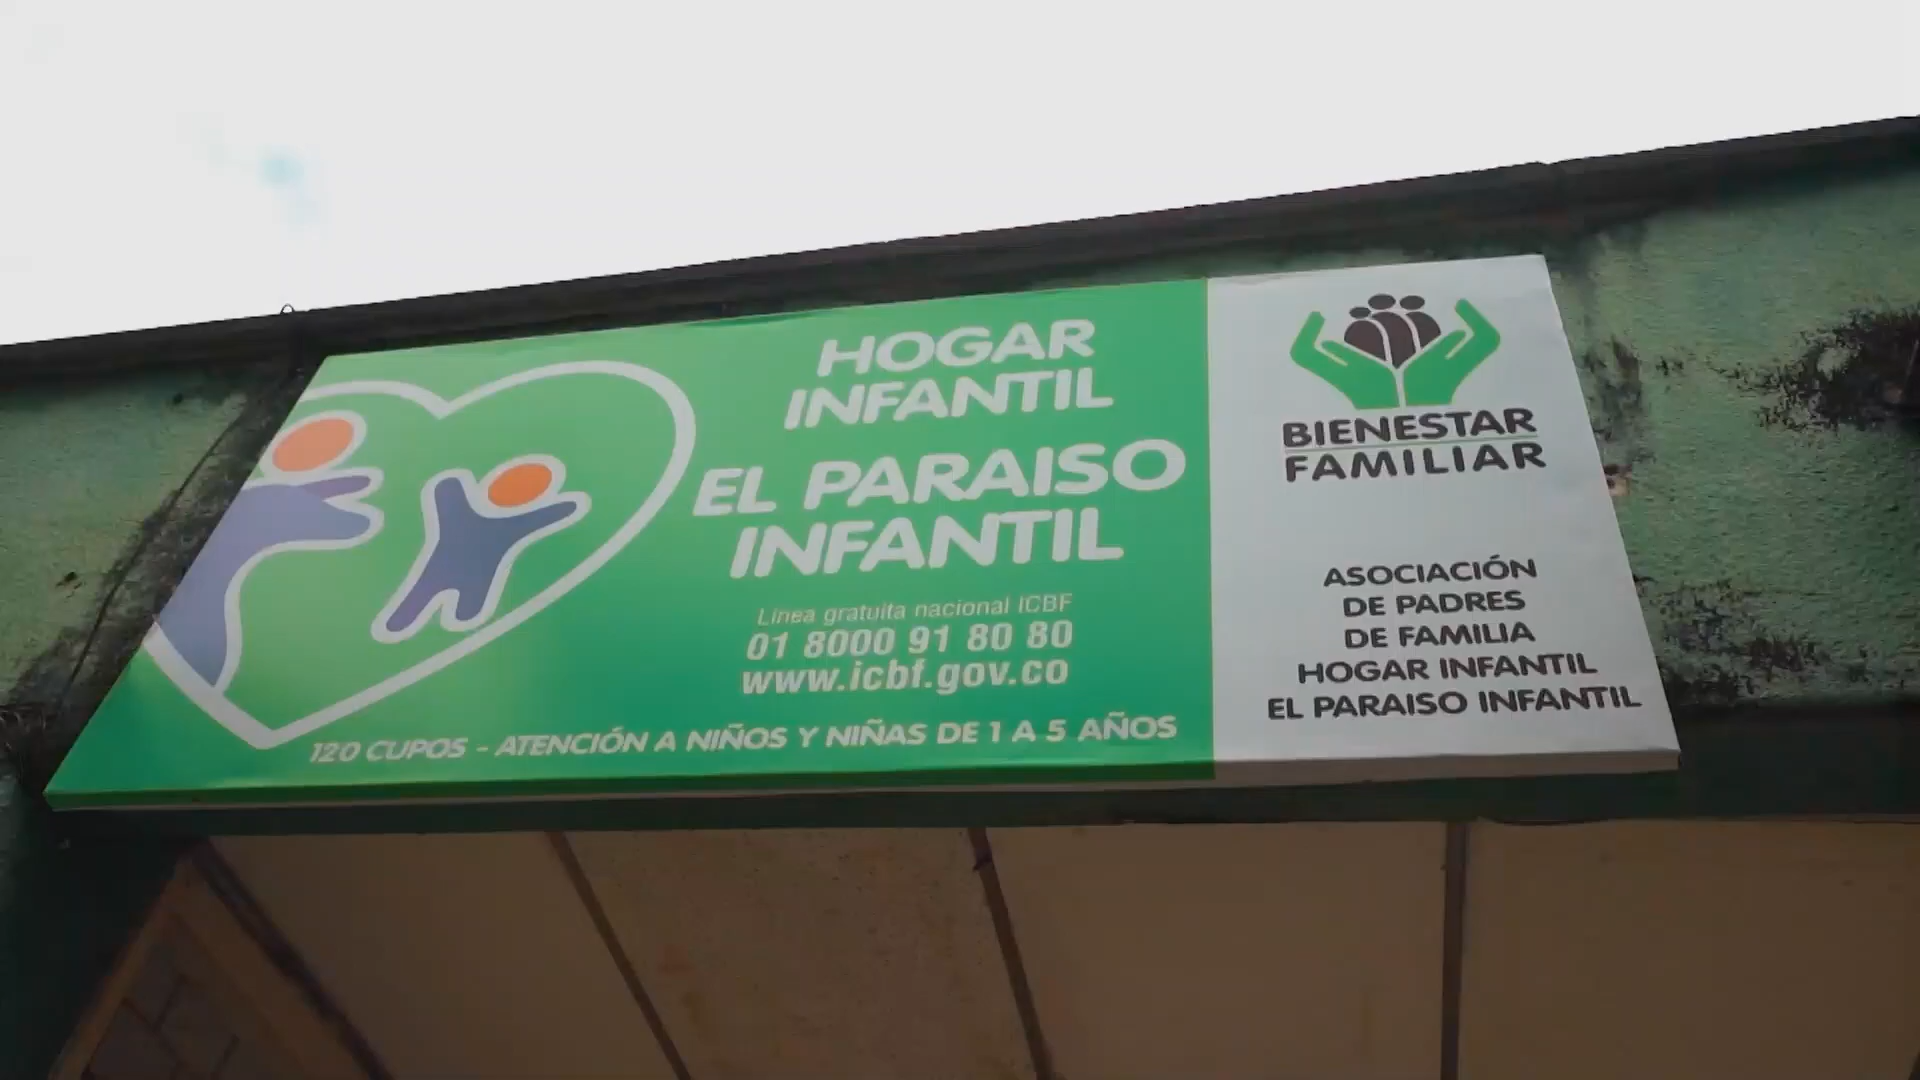 HOGAR
INFANTIL
EL PARAISO
INFANTIL
Línea gratuita nacional ICBF
01 8000 91 80 80
www.icbf.gov.co
120 CUPOS - ATENCIÓN A NIÑOS Y NIÑAS DE 1 A 5 AÑOS
BIENESTAR
FAMILIAR
ASOCIACIÓN
DE PADRES
DE FAMILIA
HOGAR INFANTIL
EL PARAISO INFANTIL